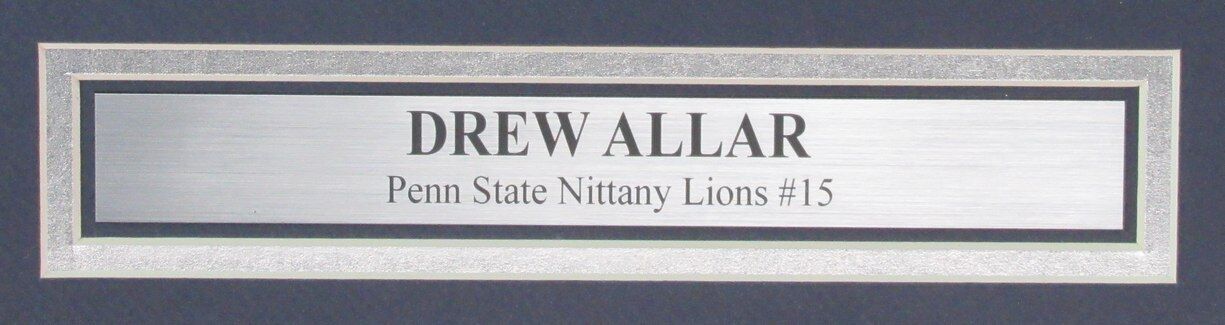 DREW ALLAR
Penn State Nittany Lions #15